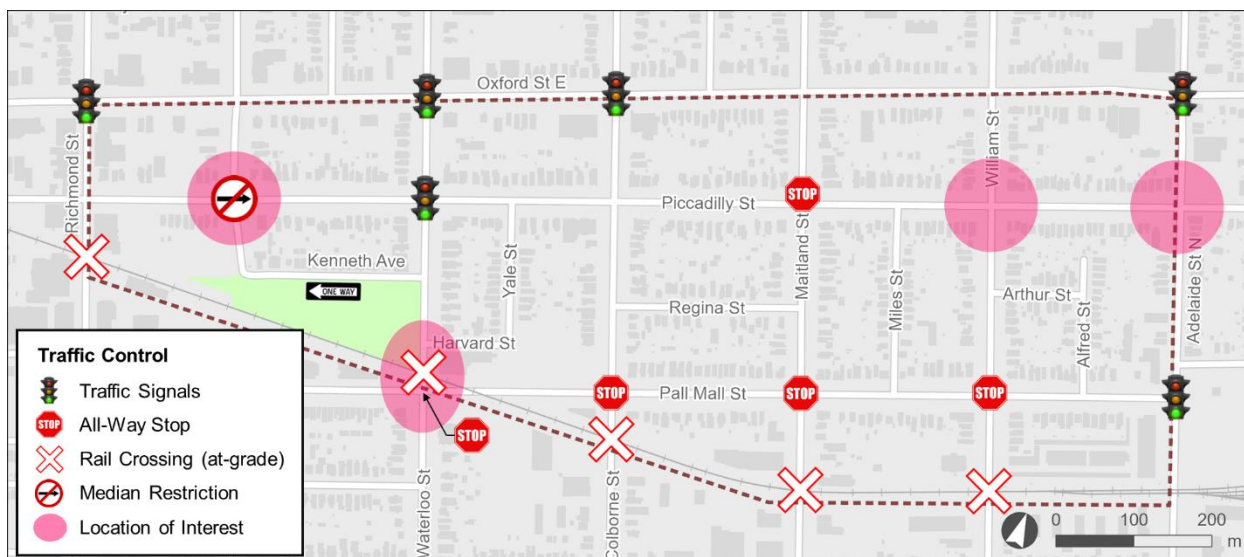 Oxford St E
Richmond St
William St
Piccadilly St
STOP
Maitland St
Kenneth Ave
ONE WAY
Yale St
Regina St
Miles St
Arthur St
Alfred St
Adelaide St N
Harvard St
Pall Mall St
STOP
STOP
STOP
STOP
Waterloo St
Colborne St
Traffic Control
Traffic Signals
STOP All-Way Stop
Rail Crossing (at-grade)
Median Restriction
Location of Interest
0 100 200
m